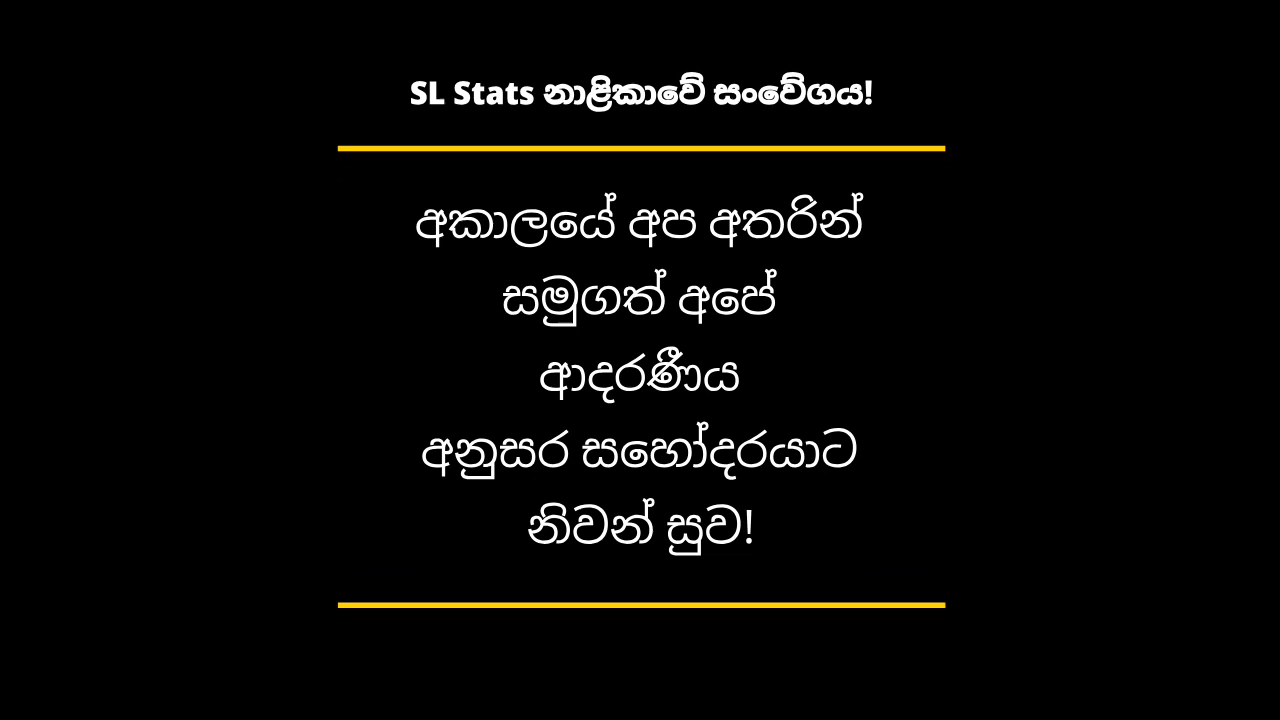 SL Stats නාළිකාවේ සංවේගය!
අකාලයේ අප අතරින්
සමුගත් අපේ
ආදරණීය
අනුසර සහෝදරයාට
නිවන් සුව!